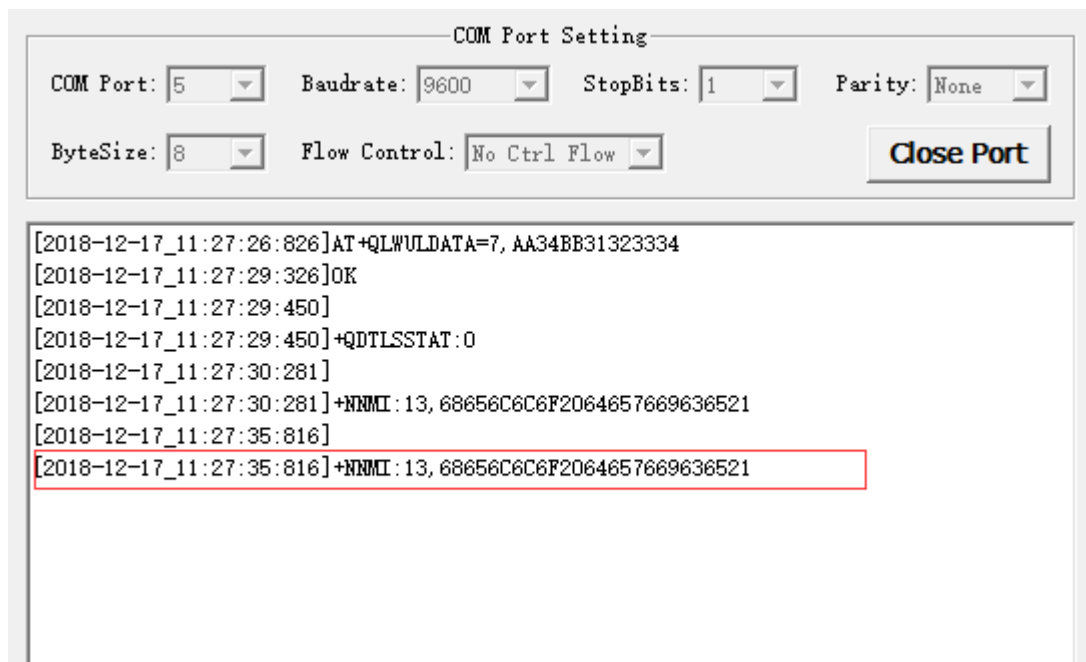 COM Port Setting
COM Port: 5 Baudrate: 9600 StopBits: 1 Parity: None
ByteSize: 8 Flow Control: No Ctrl Flow Close Port
[2018-12-17_11:27:26:826]AT+QLWULDATA=7,AA34BB31323334
[2018-12-17_11:27:29:326]OK
[2018-12-17_11:27:29:450]
[2018-12-17_11:27:29:450]+QDTLSSTAT:0
[2018-12-17_11:27:30:281]
[2018-12-17_11:27:30:281]+NNMI:13,68656C6C6F2064657669636521
[2018-12-17_11:27:35:816]
[2018-12-17_11:27:35:816]+NNMI:13,68656C6C6F2064657669636521